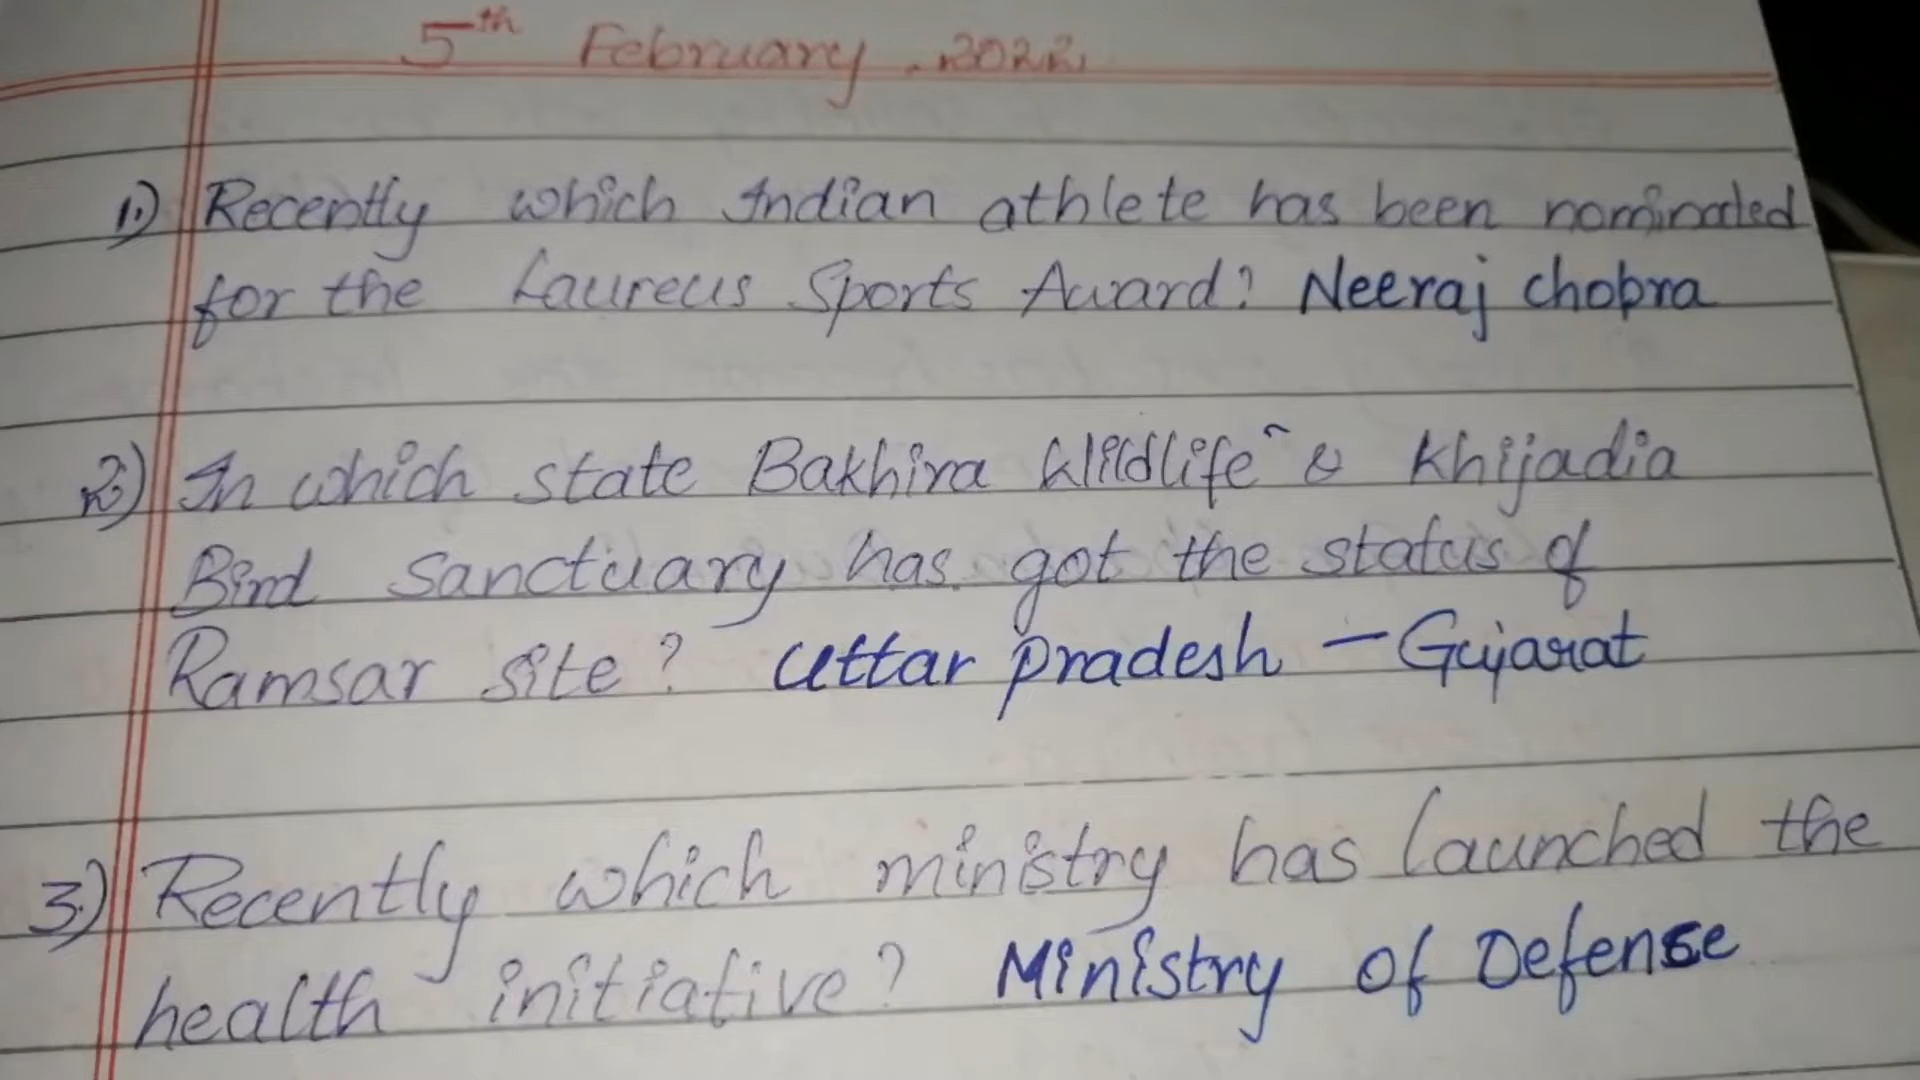 5th February, 2022,
1.) Recently which Indian athlete has been nominated
for the Laureus Sports Award? Neeraj chopra
2) In which state Bakhira Wildlife & Khijadia
Bird Sanctuary has got the status of
Ramsar site? Uttar pradesh - Gujarat
3) Recently which ministry has launched the
health initiative? Ministry of Defense